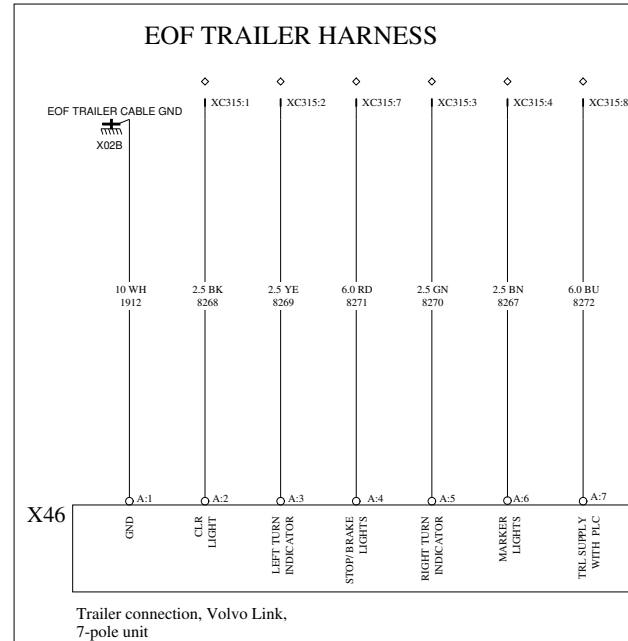 EOF TRAILER HARNESS
EOF TRAILER CABLE GND
X02B
XC315:1
XC315:2
XC315:7
XC315:3
XC315:4
XC315:8
10 WH
1912
2.5 BK
8268
2.5 YE
8269
6.0 RD
8271
2.5 GN
8270
2.5 BN
8267
6.0 BU
8272
X46
A:1
A:2
A:3
A:4
A:5
A:6
A:7
GND
CLR
LIGHT
LEFT TURN
INDICATOR
STOP/ BRAKE
LIGHTS
RIGHT TURN
INDICATOR
MARKER
LIGHTS
TRL SUPPLY
WITH PLC
Trailer connection, Volvo Link,
7-pole unit